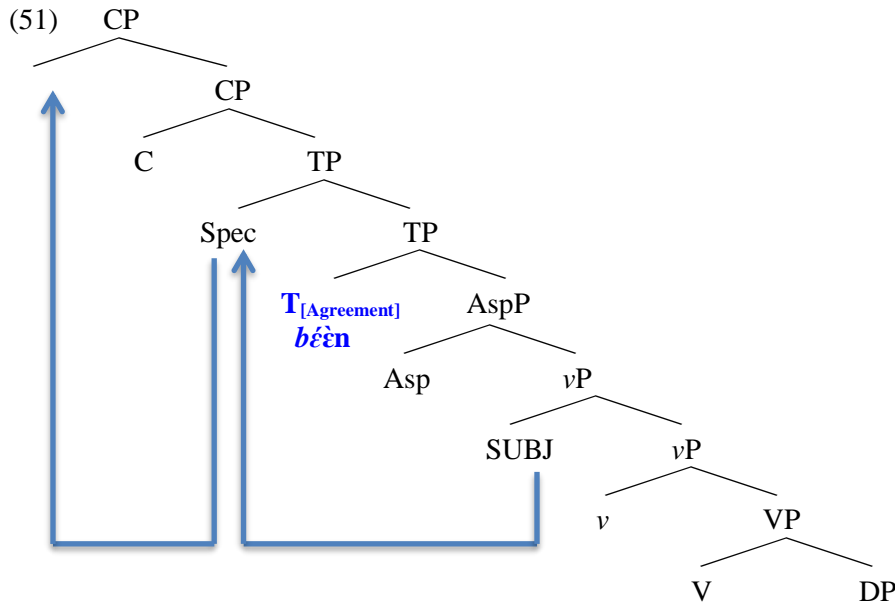 (51) CP
CP
C TP
Spec TP
T[Agreement] AspP
bɛ́ɛ̀n
Asp vP
SUBJ vP
v VP
V DP